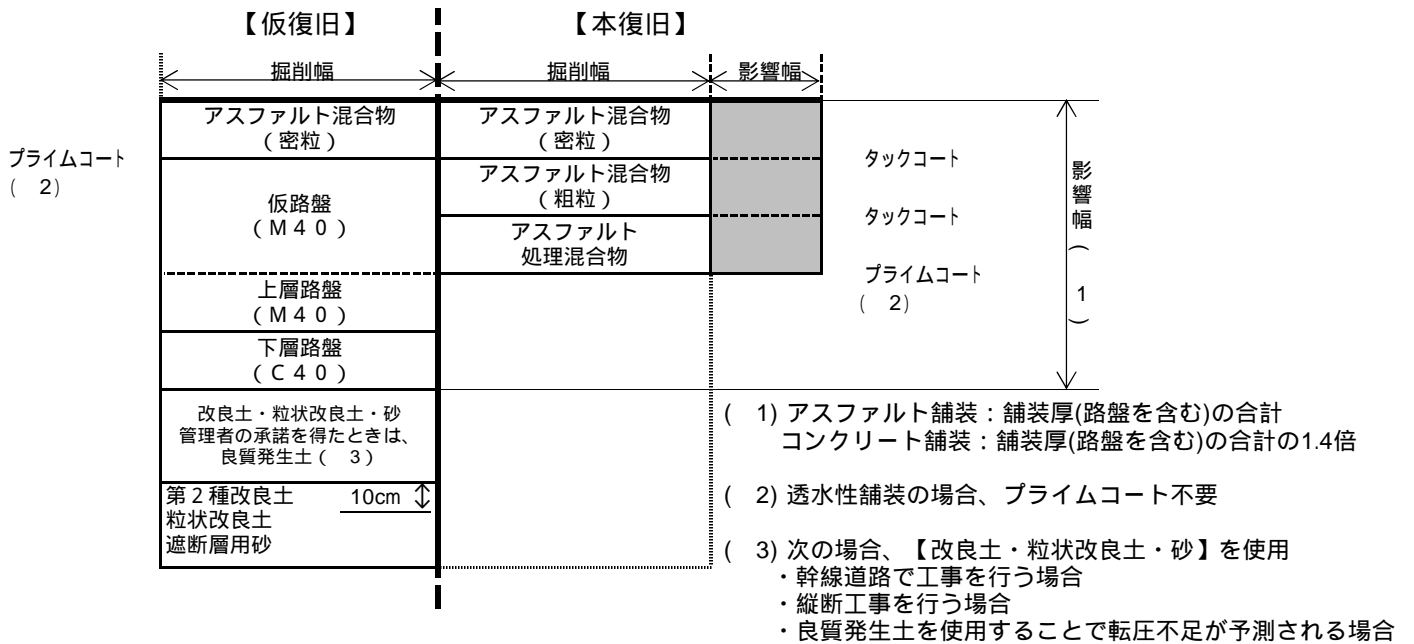 【仮復旧】
【本復旧】
掘削幅
掘削幅
影響幅
アスファルト混合物
（密粒）
アスファルト混合物
（密粒）
プライムコート
(　2)
タックコート
仮路盤
（M40）
アスファルト混合物
（粗粒）
タックコート
アスファルト
処理混合物
プライムコート
(　2)
影響幅（　1）
上層路盤
（M40）
下層路盤
（C40）
改良土・粒状改良土・砂
管理者の承諾を得たときは、
良質発生土（　3）
第２種改良土
10cm
粒状改良土
遮断層用砂
(　1) アスファルト舗装：舗装厚(路盤を含む)の合計
コンクリート舗装：舗装厚(路盤を含む)の合計の1.4倍
(　2) 透水性舗装の場合、プライムコート不要
(　3) 次の場合、【改良土・粒状改良土・砂】を使用
・幹線道路で工事を行う場合
・縦断工事を行う場合
・良質発生土を使用することで転圧不足が予測される場合